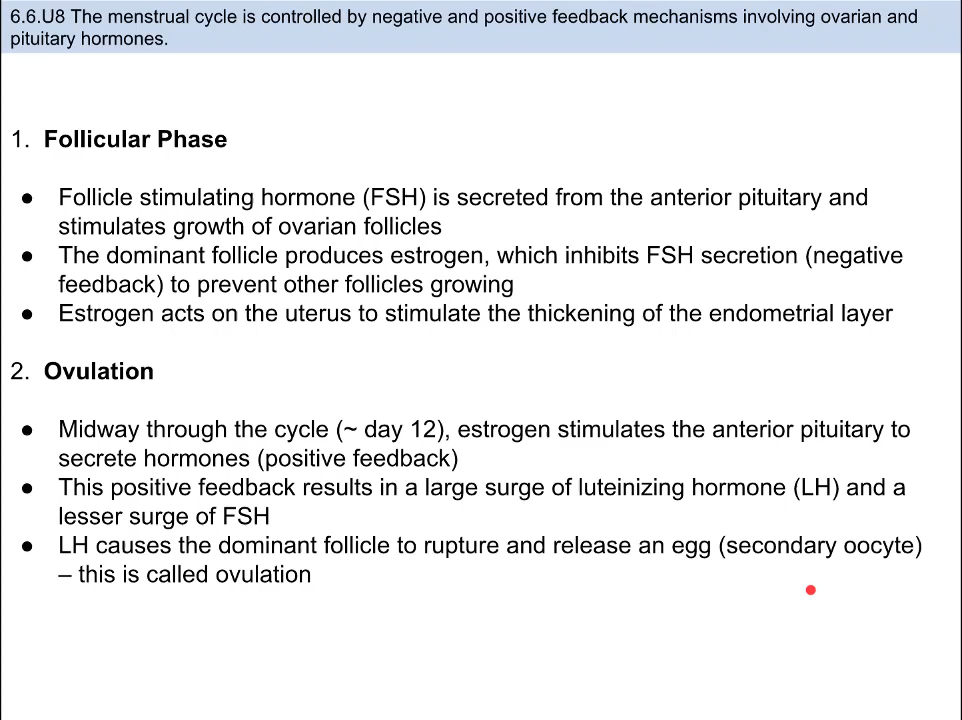 6.6.U8 The menstrual cycle is controlled by negative and positive feedback mechanisms involving ovarian and
pituitary hormones.
1. Follicular Phase
● Follicle stimulating hormone (FSH) is secreted from the anterior pituitary and
stimulates growth of ovarian follicles
● The dominant follicle produces estrogen, which inhibits FSH secretion (negative
feedback) to prevent other follicles growing
● Estrogen acts on the uterus to stimulate the thickening of the endometrial layer
2. Ovulation
● Midway through the cycle (~ day 12), estrogen stimulates the anterior pituitary to
secrete hormones (positive feedback)
● This positive feedback results in a large surge of luteinizing hormone (LH) and a
lesser surge of FSH
● LH causes the dominant follicle to rupture and release an egg (secondary oocyte)
– this is called ovulation